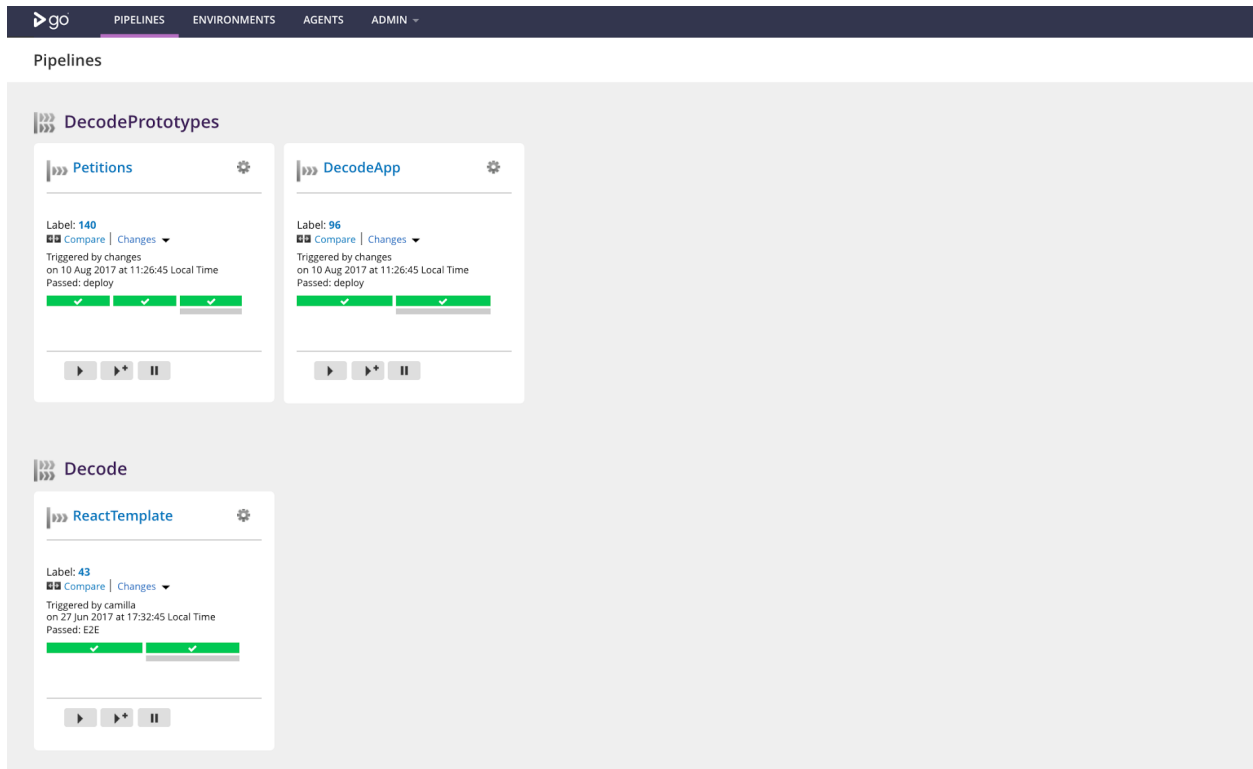 go PIPELINES ENVIRONMENTS AGENTS ADMIN
Pipelines
DecodePrototypes
Petitions
Label: 140
Compare | Changes
Triggered by changes
on 10 Aug 2017 at 11:26:45 Local Time
Passed: deploy
DecodeApp
Label: 96
Compare | Changes
Triggered by changes
on 10 Aug 2017 at 11:26:45 Local Time
Passed: deploy
Decode
ReactTemplate
Label: 43
Compare | Changes
Triggered by camilla
on 27 Jun 2017 at 17:32:45 Local Time
Passed: E2E